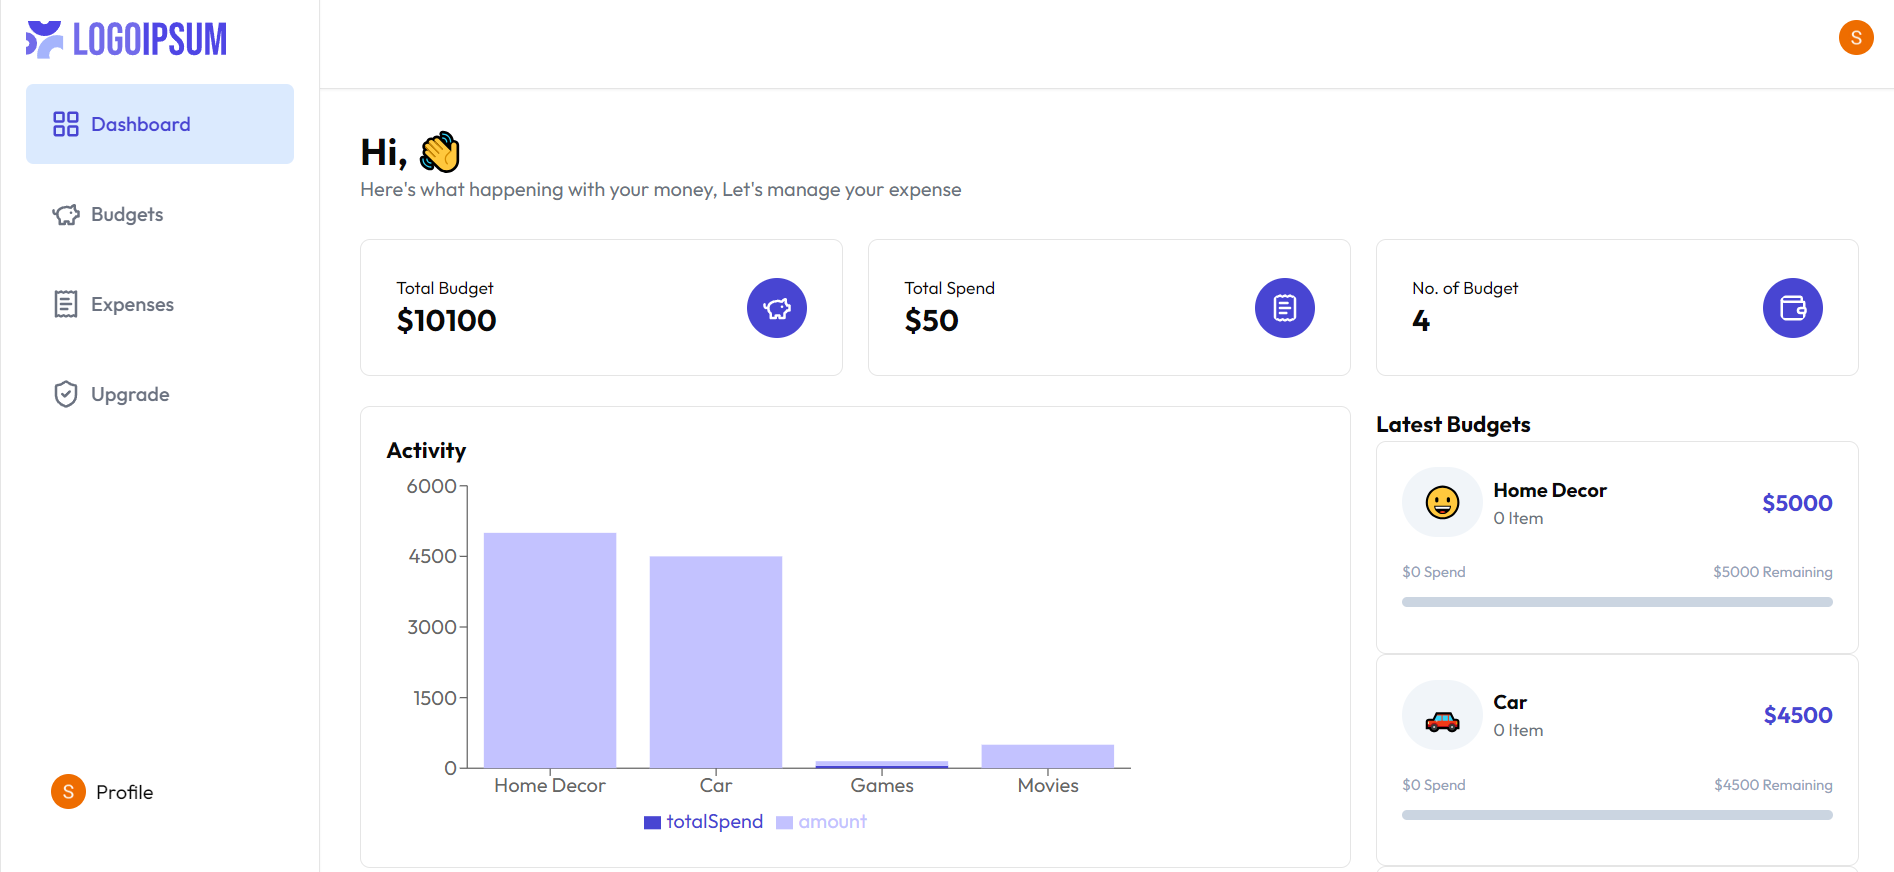 LOGOIPSUM
S
Dashboard
Budgets
Expenses
Upgrade
S Profile
Hi,
Here's what happening with your money, Let's manage your expense
Total Budget
$10100
Total Spend
$50
No. of Budget
4
Activity
6000
4500
3000
1500
0
Home Decor Car Games Movies
totalSpend amount
Latest Budgets
Home Decor
0 Item
$5000
$0 Spend $5000 Remaining
Car
0 Item
$4500
$0 Spend $4500 Remaining